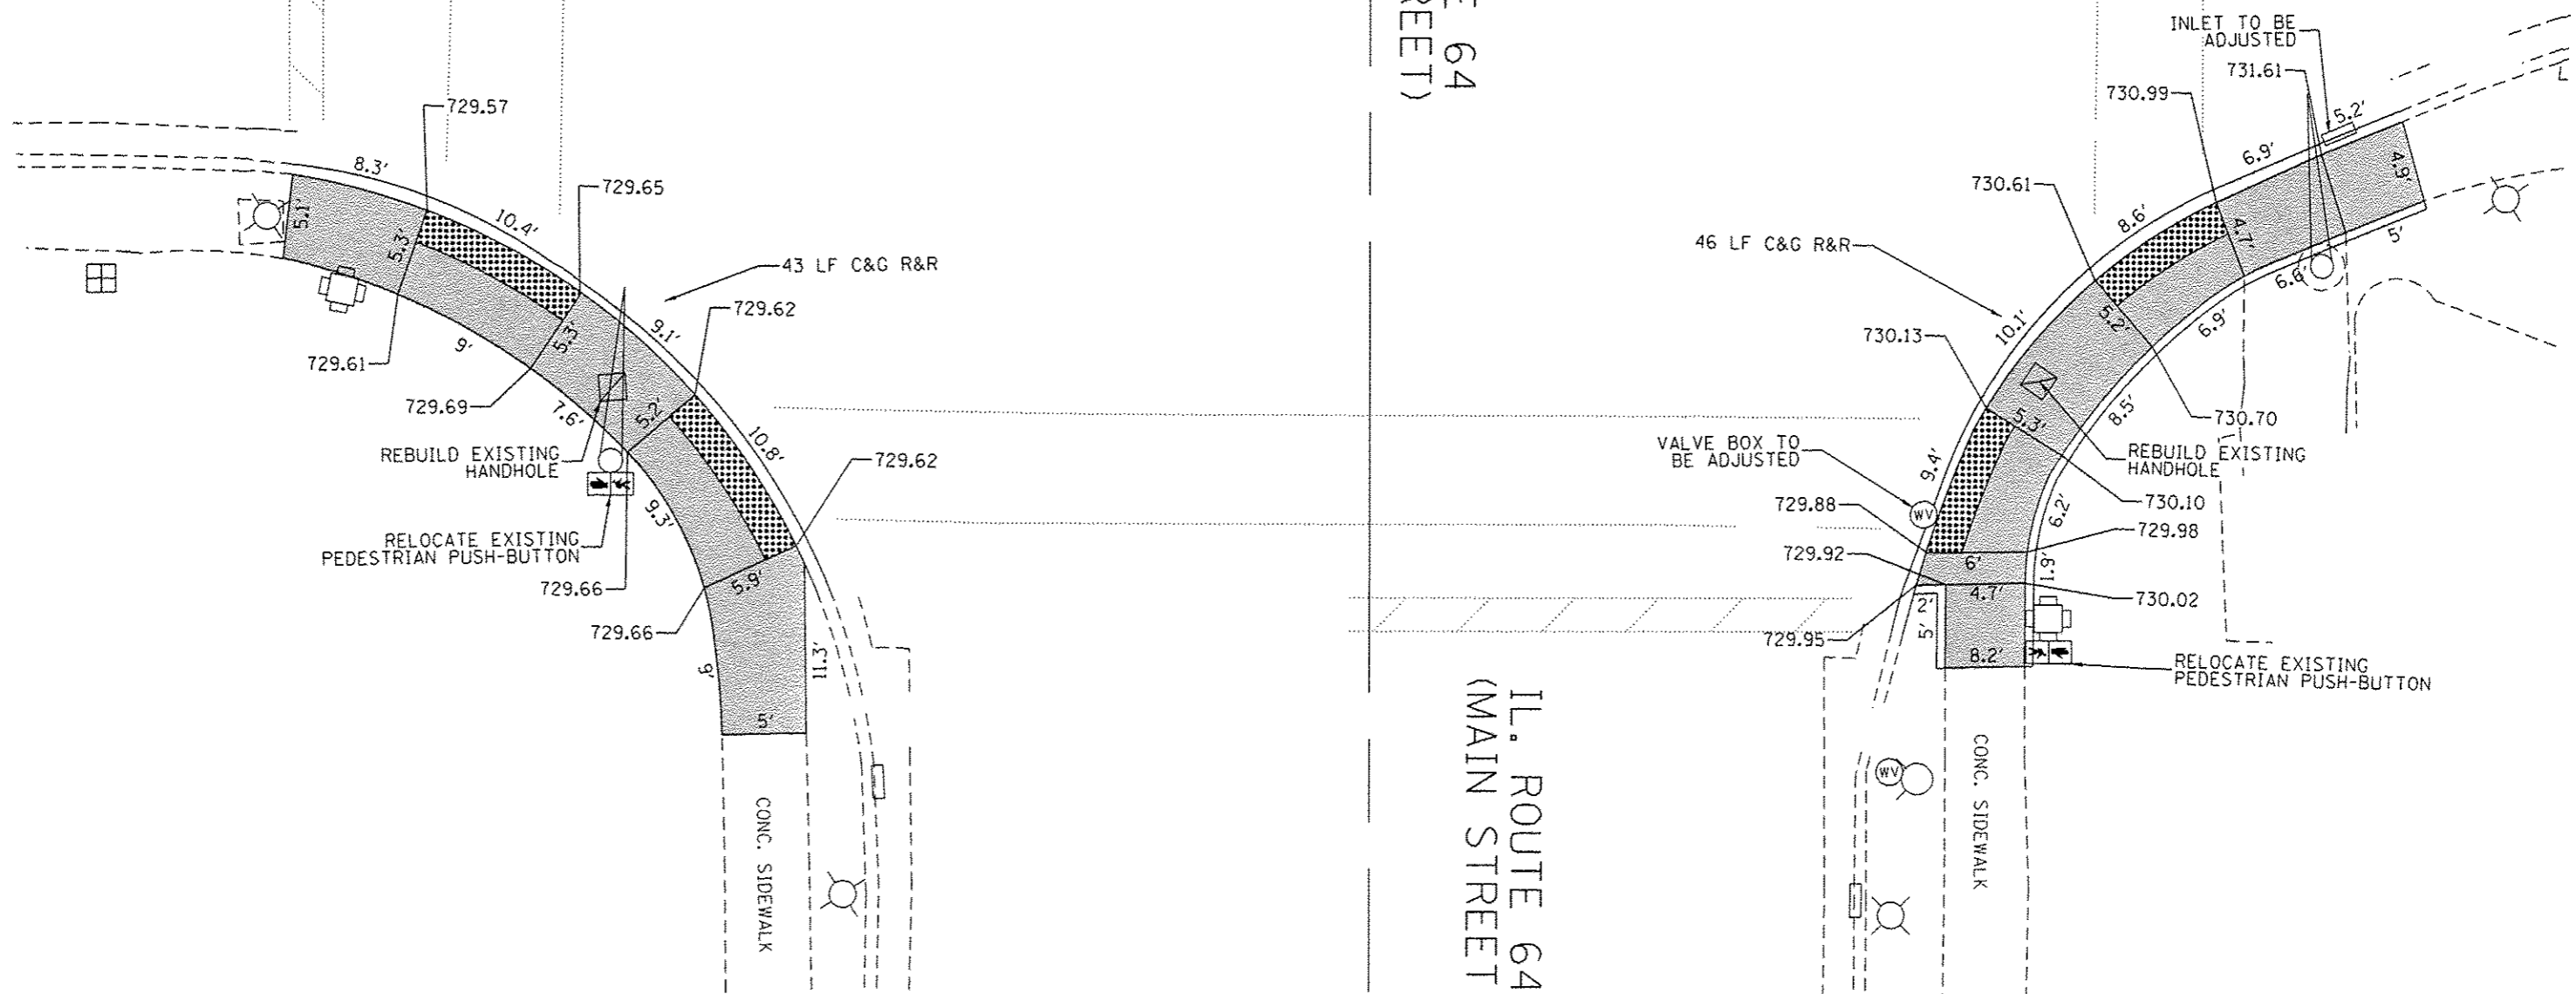 E 64
REET)
729.57
8.3'
729.65
10.4'
5.1'
5.3'
43 LF C&G R&R
729.62
9.1'
5.3'
729.61
9'
729.69
7.6'
5.2'
10.8'
REBUILD EXISTING
HANDHOLE
729.62
9.3'
RELOCATE EXISTING
PEDESTRIAN PUSH-BUTTON
729.66
5.9'
729.66
9'
11.3'
5'
CONC. SIDEWALK
IL. ROUTE 64
(MAIN STREET
INLET TO BE
ADJUSTED
731.61
730.99
5.2'
6.9'
4.9'
730.61
8.6'
4.7'
5'
6.6'
46 LF C&G R&R
10.1'
5.2'
6.9'
730.13
5.3'
8.5'
730.70
VALVE BOX TO
BE ADJUSTED
9.4'
REBUILD EXISTING
HANDHOLE
730.10
729.88
WV
6.2'
729.98
729.92
6'
1.9'
4.7'
730.02
2'
5'
729.95
8.2'
RELOCATE EXISTING
PEDESTRIAN PUSH-BUTTON
WV
CONC. SIDEWALK
L